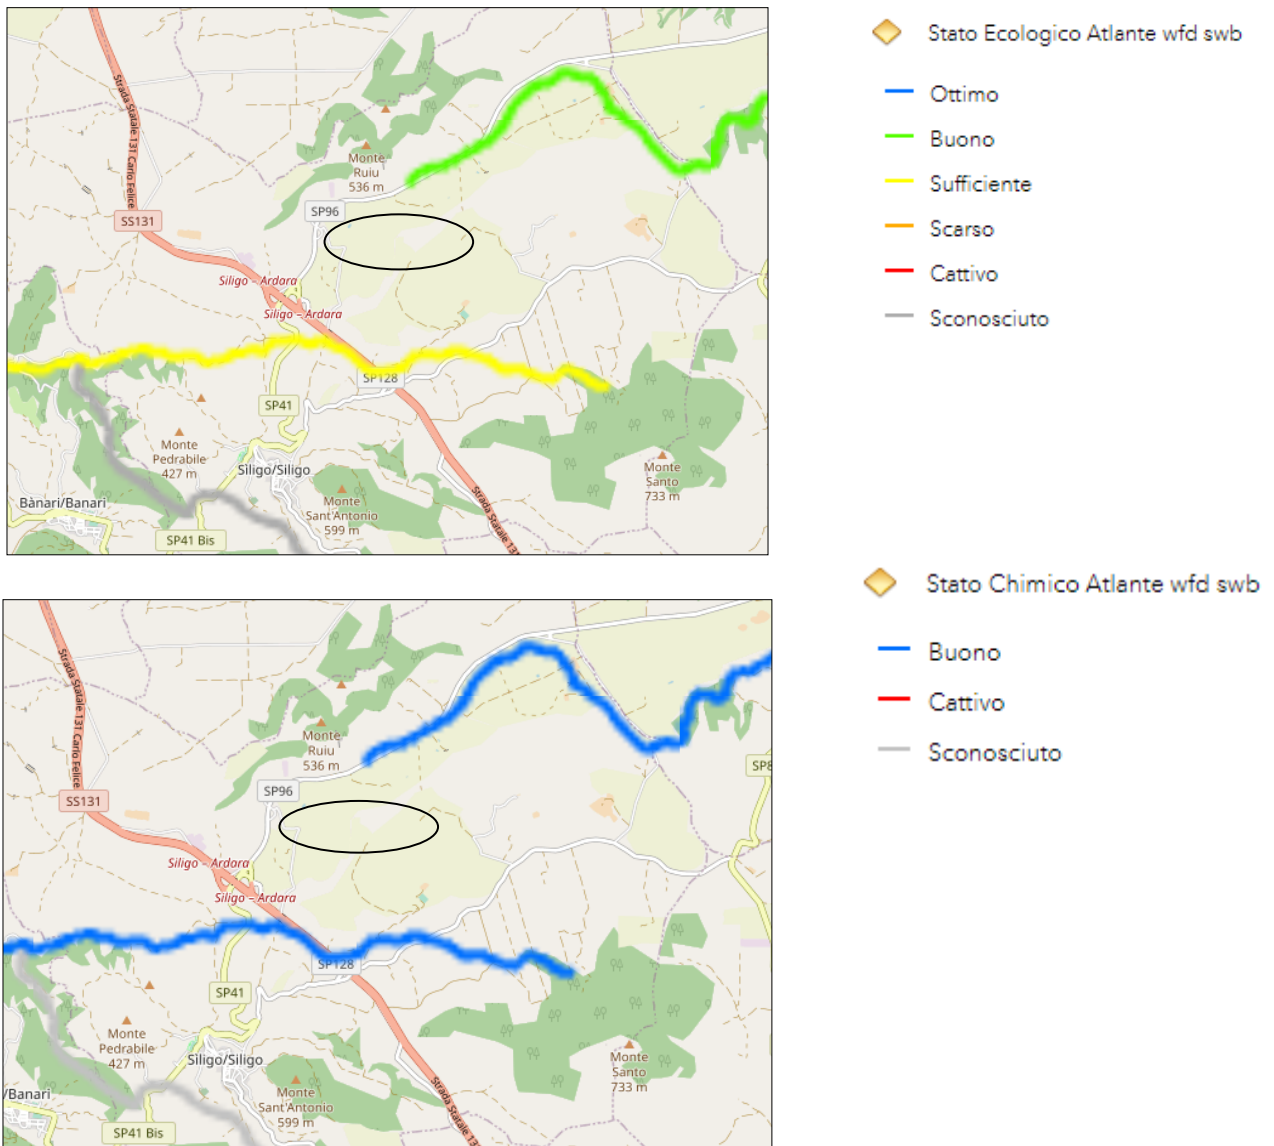 Strada Statale 131 Carlo Felice
Monte
Ruiu
536 m
SP96
SS131
Siligo – Ardara
Siligo – Ardara
SP128
SP41
Monte
Pedrabile
427 m
Siligo/Siligo
Monte
Santo
733 m
Bànari/Banari
Monte
Sant'Antonio
599 m
Strada Statale 131
SP41 Bis
Stato Ecologico Atlante wfd swb
Ottimo
Buono
Sufficiente
Scarso
Cattivo
Sconosciuto
Strada Statale 131 Carlo Felice
Monte
Ruiu
536 m
SP8
SP96
SS131
Siligo – Ardara
Siligo – Ardara
SP128
SP41
Monte
Pedrabile
427 m
Siligo/Siligo
Monte
Santo
733 m
/Banari
Monte
Sant'Antonio
599 m
Strada Statale 13
SP41 Bis
Stato Chimico Atlante wfd swb
Buono
Cattivo
Sconosciuto